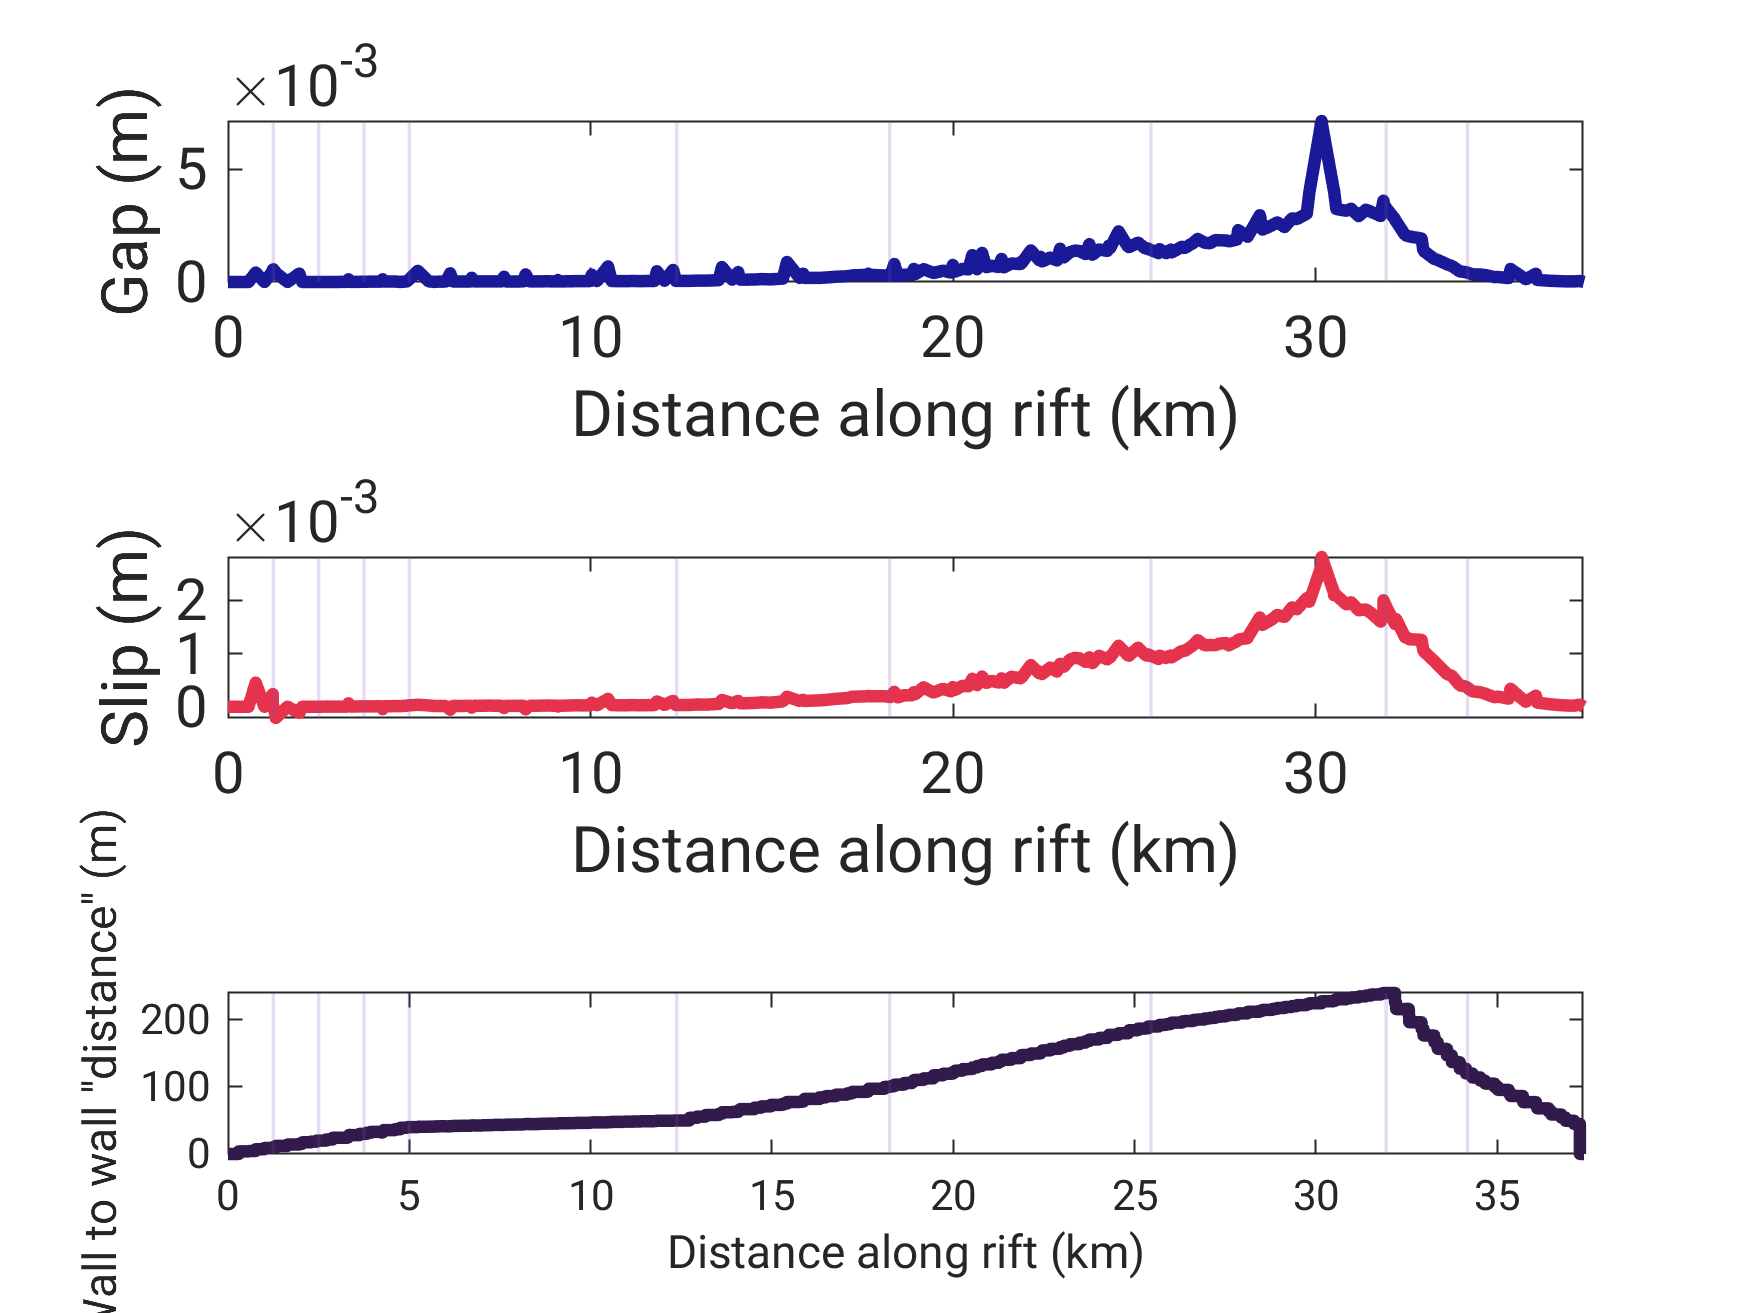 ×10-3
Gap (m)
5
0
0 10 20 30
Distance along rift (km)
×10-3
Slip (m)
2
1
0
0 10 20 30
Distance along rift (km)
to wall "distance" (m)
200
100
0
0 5 10 15 20 25 30 35
Distance along rift (km)